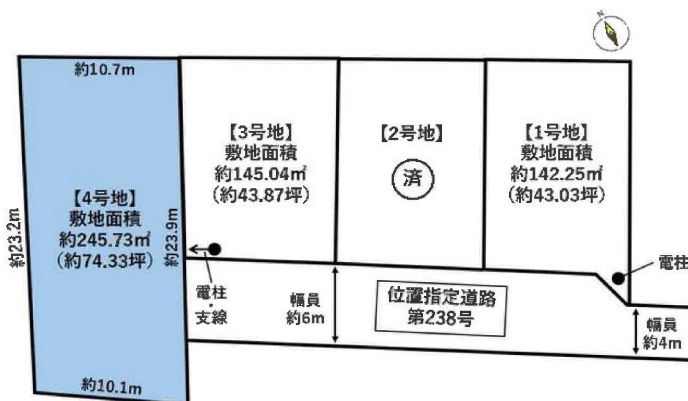 N
約10.7m
【4号地】
敷地面積
約245.73㎡
(約74.33坪)
約23.2m
約23.9m
約10.1m
【3号地】
敷地面積
約145.04㎡
(約43.87坪)
【2号地】
済
【1号地】
敷地面積
約142.25㎡
(約43.03坪)
電柱
・
支線
幅員
約6m
位置指定道路
第238号
電柱
幅員
約4m